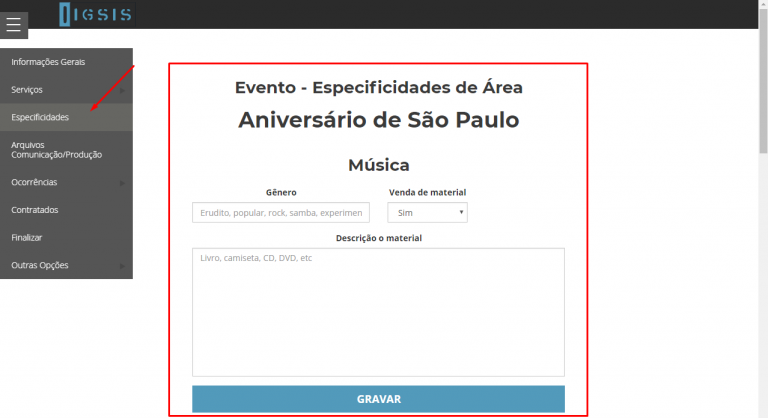 IGSIS
Informações Gerais
Serviços
Especificidades
Arquivos
Comunicação/Produção
Ocorrências
Contratados
Finalizar
Outras Opções
Evento - Especificidades de Área
Aniversário de São Paulo
Música
Gênero
Venda de material
Erudito, popular, rock, samba, experimen
Sim
Descrição o material
Livro, camiseta, CD, DVD, etc
GRAVAR